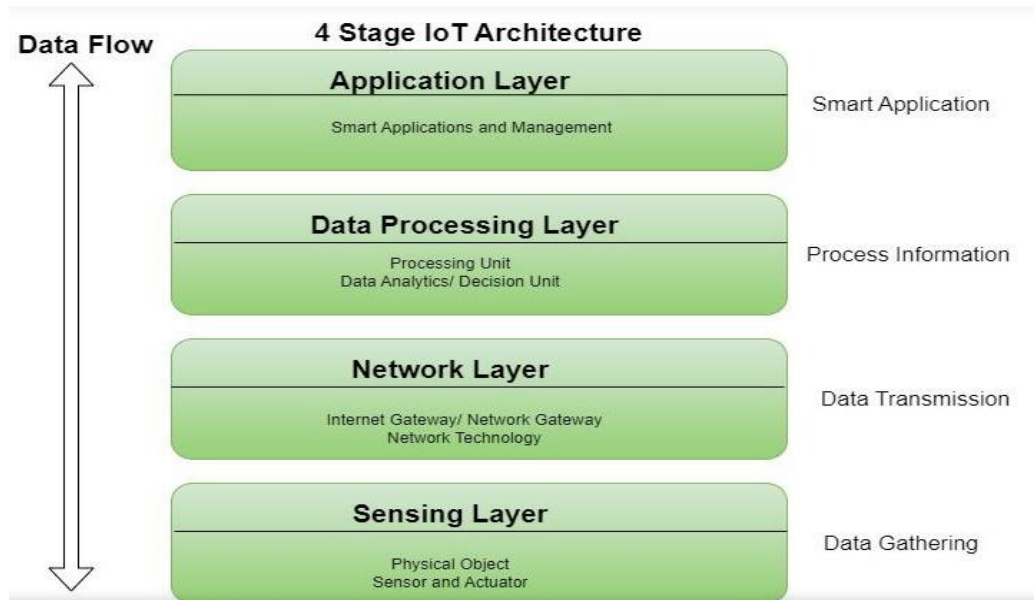 4 Stage IoT Architecture
Data Flow
Application Layer
Smart Applications and Management
Smart Application
Data Processing Layer
Processing Unit
Data Analytics/ Decision Unit
Process Information
Network Layer
Internet Gateway/ Network Gateway
Network Technology
Data Transmission
Sensing Layer
Physical Object
Sensor and Actuator
Data Gathering